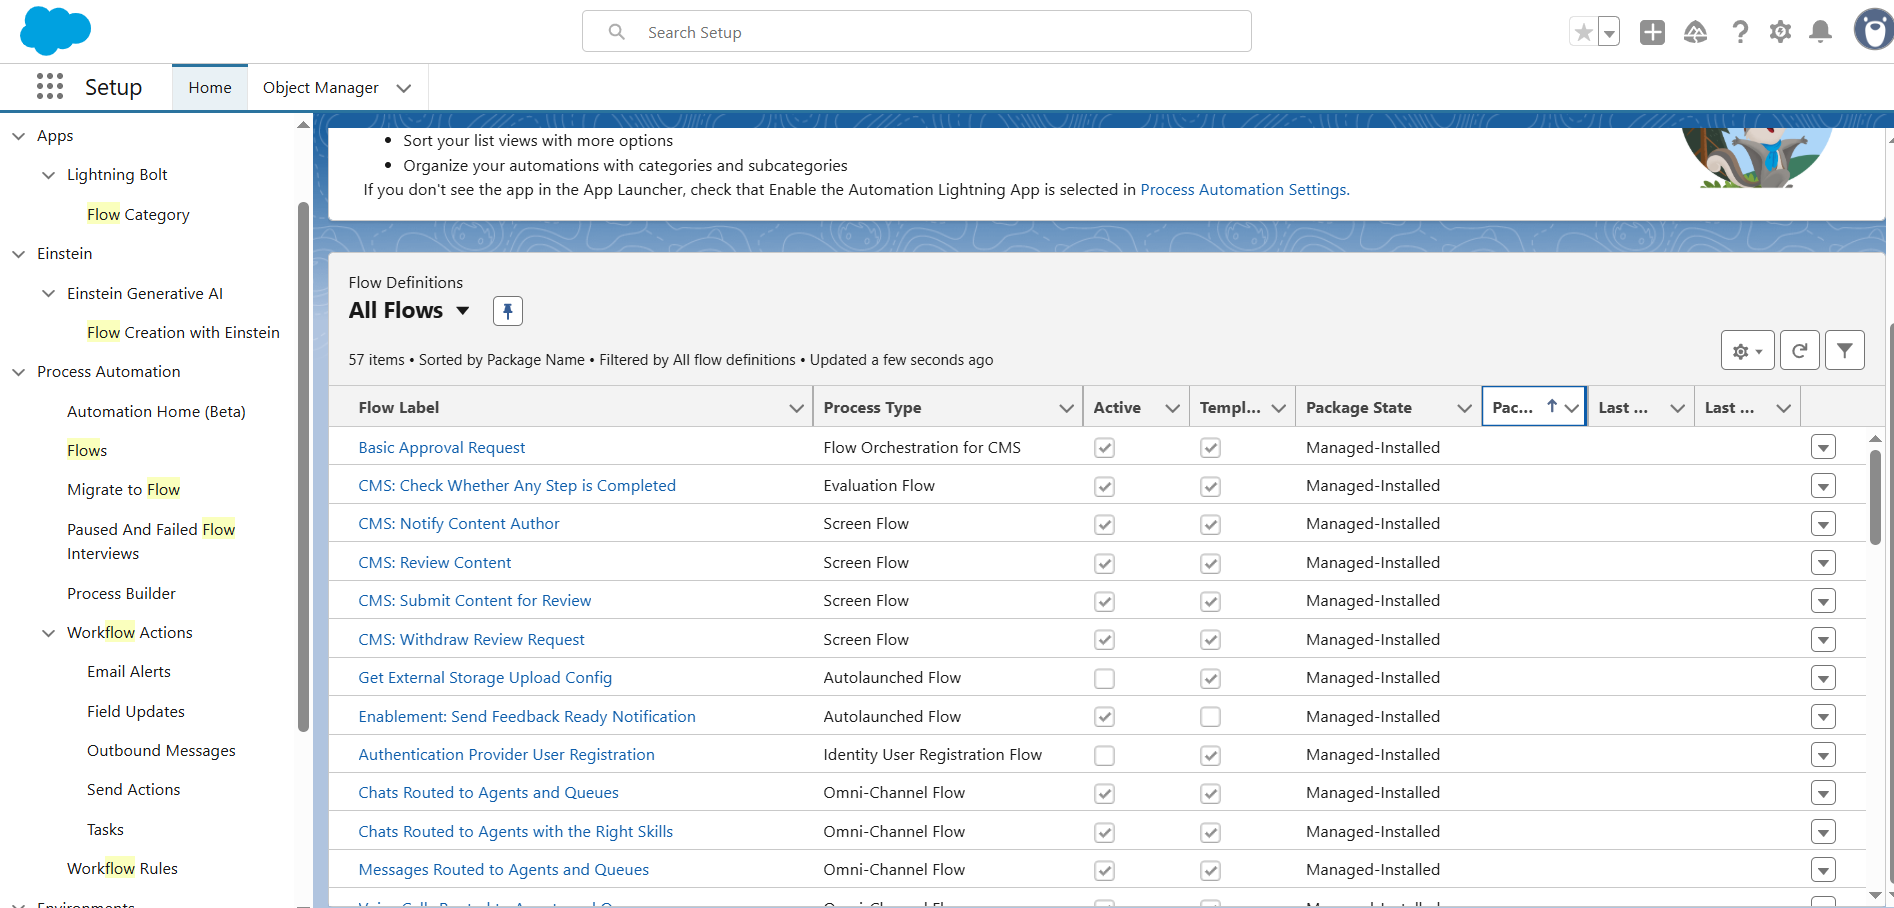 Search Setup
Setup
Home
Object Manager
Apps
Lightning Bolt
Flow Category
Einstein
Einstein Generative AI
Flow Creation with Einstein
Process Automation
Automation Home (Beta)
Flows
Migrate to Flow
Paused And Failed Flow
Interviews
Process Builder
Workflow Actions
Email Alerts
Field Updates
Outbound Messages
Send Actions
Tasks
Workflow Rules
Environments
• Sort your list views with more options
• Organize your automations with categories and subcategories
If you don't see the app in the App Launcher, check that Enable the Automation Lightning App is selected in Process Automation Settings.
Flow Definitions
All Flows
57 items • Sorted by Package Name • Filtered by All flow definitions • Updated a few seconds ago
Flow Label Process Type Active Templ... Package State Pac... Last ... Last ...
Basic Approval Request Flow Orchestration for CMS Managed-Installed
CMS: Check Whether Any Step is Completed Evaluation Flow Managed-Installed
CMS: Notify Content Author Screen Flow Managed-Installed
CMS: Review Content Screen Flow Managed-Installed
CMS: Submit Content for Review Screen Flow Managed-Installed
CMS: Withdraw Review Request Screen Flow Managed-Installed
Get External Storage Upload Config Autolaunched Flow Managed-Installed
Enablement: Send Feedback Ready Notification Autolaunched Flow Managed-Installed
Authentication Provider User Registration Identity User Registration Flow Managed-Installed
Chats Routed to Agents and Queues Omni-Channel Flow Managed-Installed
Chats Routed to Agents with the Right Skills Omni-Channel Flow Managed-Installed
Messages Routed to Agents and Queues Omni-Channel Flow Managed-Installed